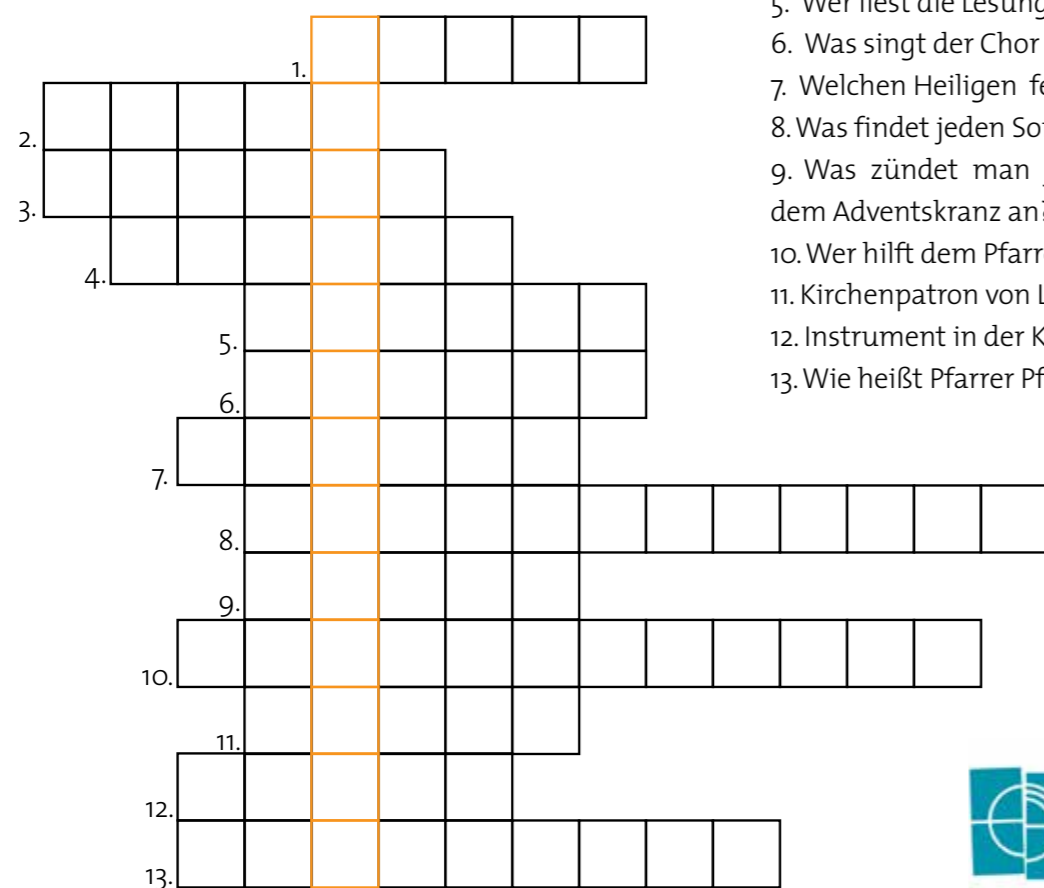 5. Wer liest die Lesung
6. Was singt der Chor
7. Welchen Heiligen fe
8. Was findet jeden So
9. Was zündet man
dem Adventskranz an?
10. Wer hilft dem Pfarr
11. Kirchenpatron von L
12. Instrument in der K
13. Wie heißt Pfarrer Pf
1.
2.
3.
4.
5.
6.
7.
8.
9.
10.
11.
12.
13.